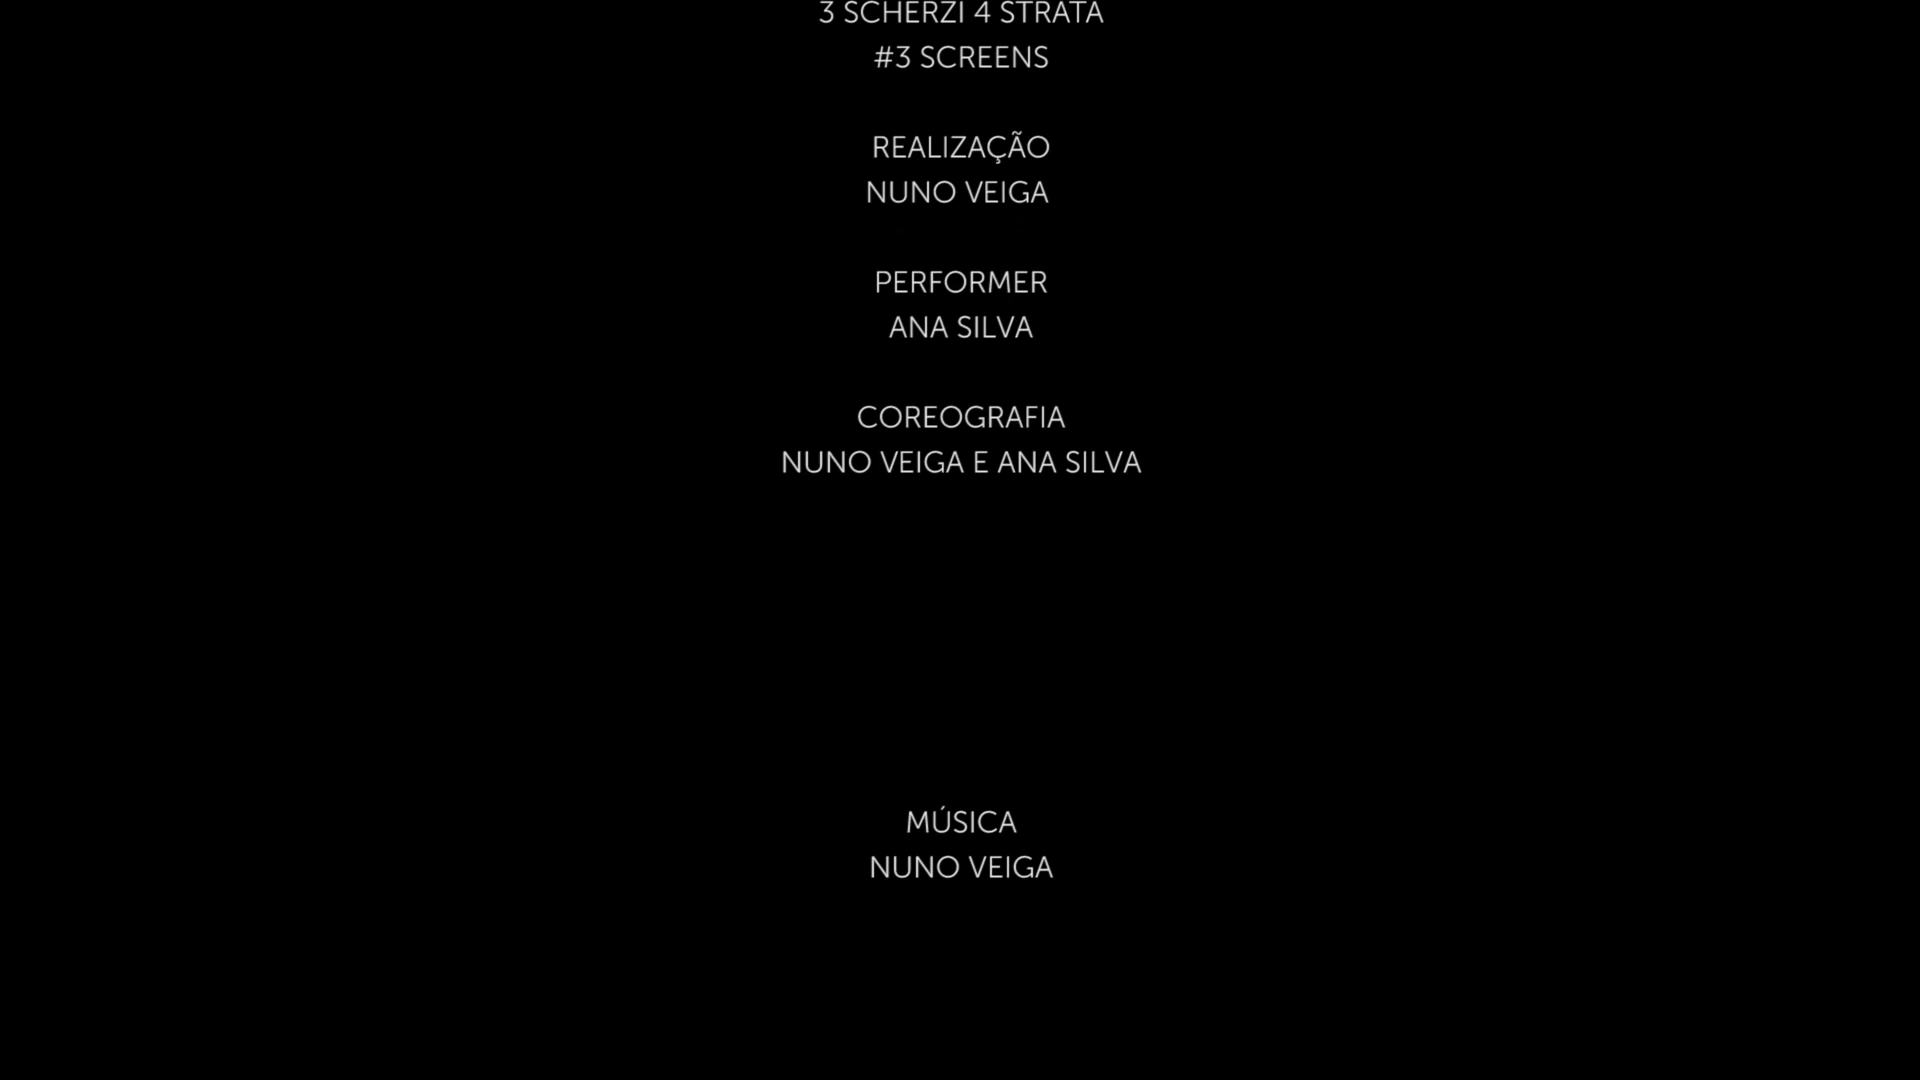 3 SCHERZI 4 STRATA
#3 SCREENS
REALIZAÇÃO
NUNO VEIGA
PERFORMER
ANA SILVA
COREOGRAFIA
NUNO VEIGA E ANA SILVA
MÚSICA
NUNO VEIGA